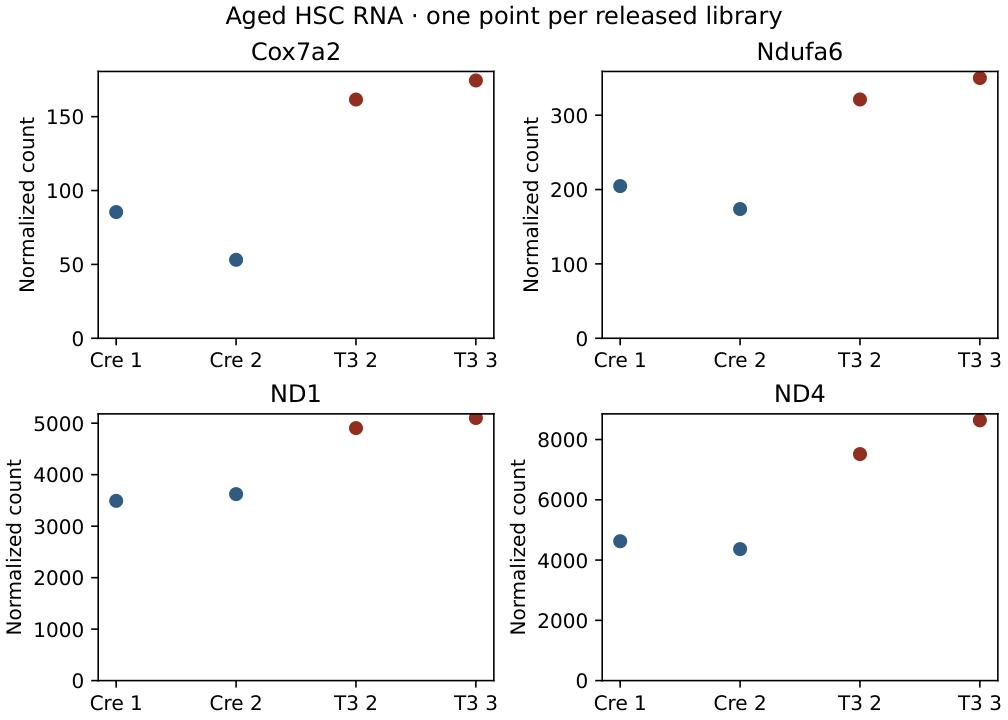 Aged HSC RNA · one point per released library
Cox7a2
Normalized count
150
100
50
0
Cre 1 Cre 2 T3 2 T3 3
Ndufa6
Normalized count
300
200
100
0
Cre 1 Cre 2 T3 2 T3 3
ND1
Normalized count
5000
4000
3000
2000
1000
0
Cre 1 Cre 2 T3 2 T3 3
ND4
Normalized count
8000
6000
4000
2000
0
Cre 1 Cre 2 T3 2 T3 3